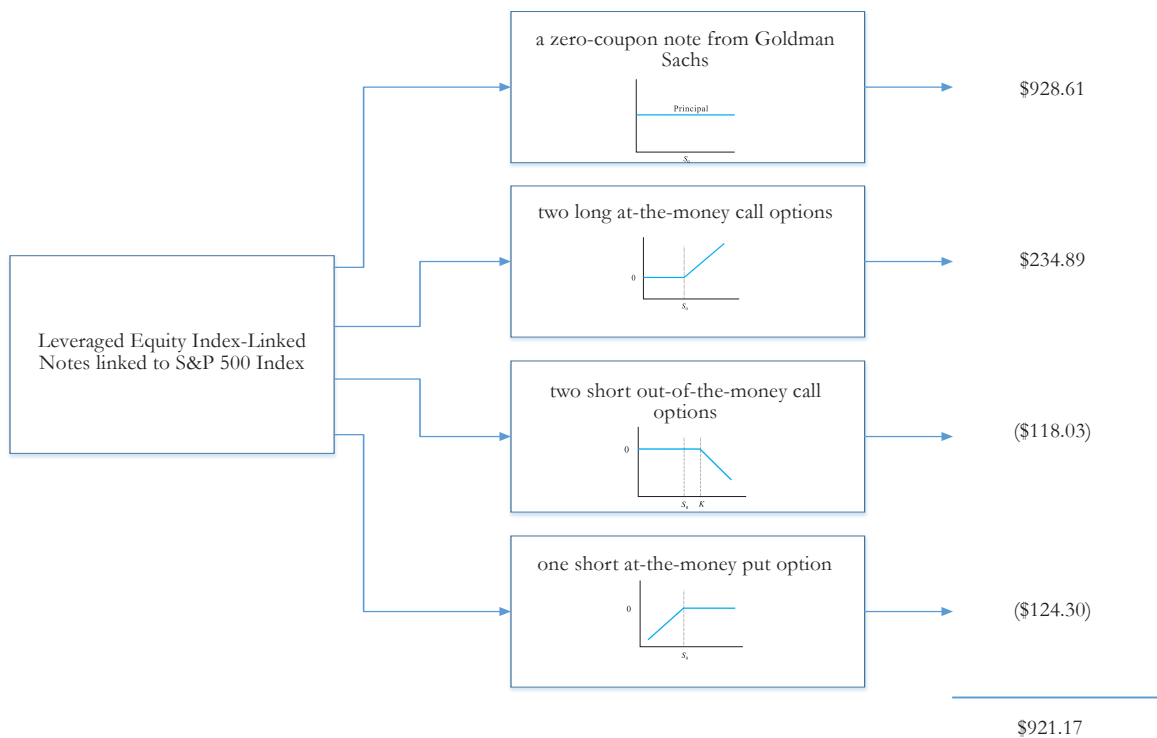 a zero-coupon note from Goldman
Sachs
Principal
S₀
$928.61
two long at-the-money call options
0
S₀
$234.89
Leveraged Equity Index-Linked
Notes linked to S&P 500 Index
two short out-of-the-money call
options
0
S₀ K
($118.03)
one short at-the-money put option
0
S₀
($124.30)
$921.17